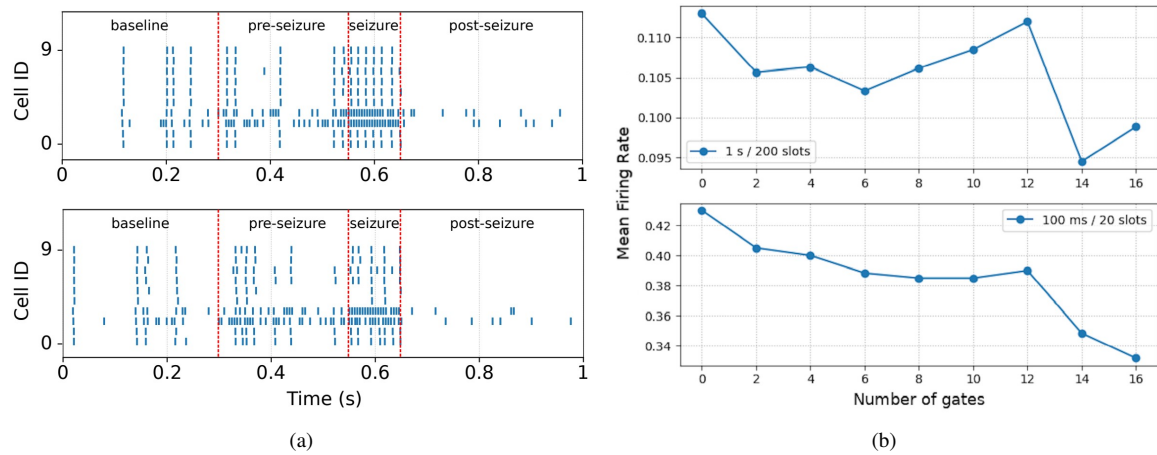 baseline pre-seizure seizure post-seizure
9
Cell ID
0
0 0.2 0.4 0.6 0.8 1
baseline pre-seizure seizure post-seizure
9
Cell ID
0
0 0.2 0.4 0.6 0.8 1
Time (s)
(a)
0.110
0.105
0.100
0.095
1 s / 200 slots
0 2 4 6 8 10 12 14 16
Mean Firing Rate
0.42
0.40
0.38
0.36
0.34
100 ms / 20 slots
0 2 4 6 8 10 12 14 16
Number of gates
(b)